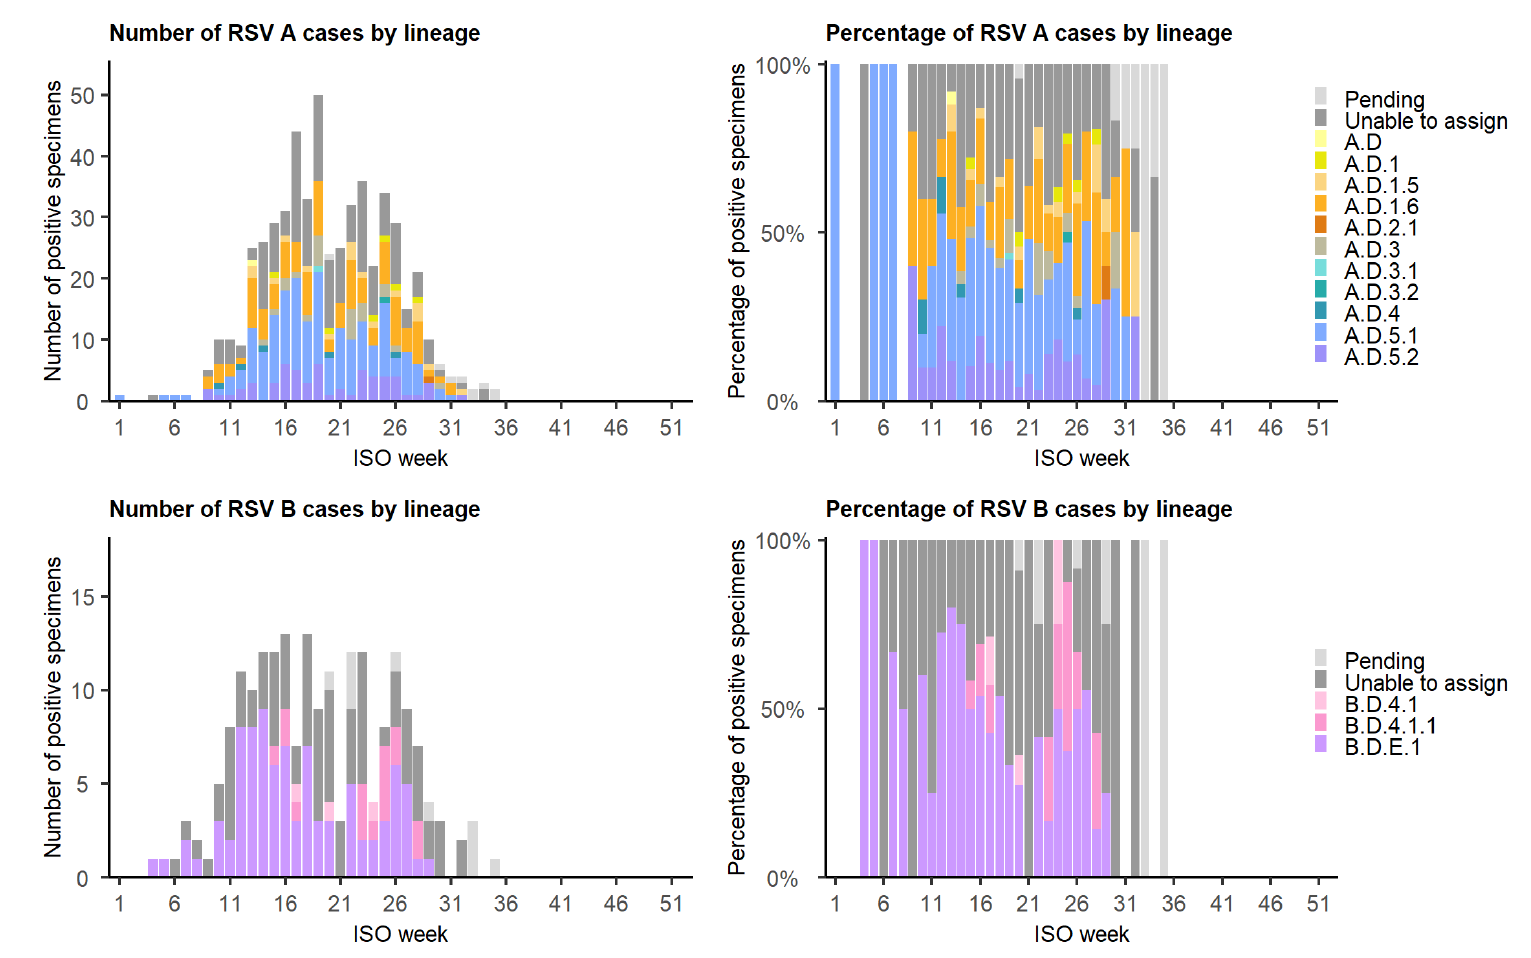 Number of RSV A cases by lineage
Number of positive specimens
50
40
30
20
10
0
1 6 11 16 21 26 31 36 41 46 51
ISO week
Percentage of RSV A cases by lineage
Percentage of positive specimens
100%
50%
0%
1 6 11 16 21 26 31 36 41 46 51
ISO week
Pending
Unable to assign
A.D
A.D.1
A.D.1.5
A.D.1.6
A.D.2.1
A.D.3
A.D.3.1
A.D.3.2
A.D.4
A.D.5.1
A.D.5.2
Number of RSV B cases by lineage
Number of positive specimens
15
10
5
0
1 6 11 16 21 26 31 36 41 46 51
ISO week
Percentage of RSV B cases by lineage
Percentage of positive specimens
100%
50%
0%
1 6 11 16 21 26 31 36 41 46 51
ISO week
Pending
Unable to assign
B.D.4.1
B.D.4.1.1
B.D.E.1